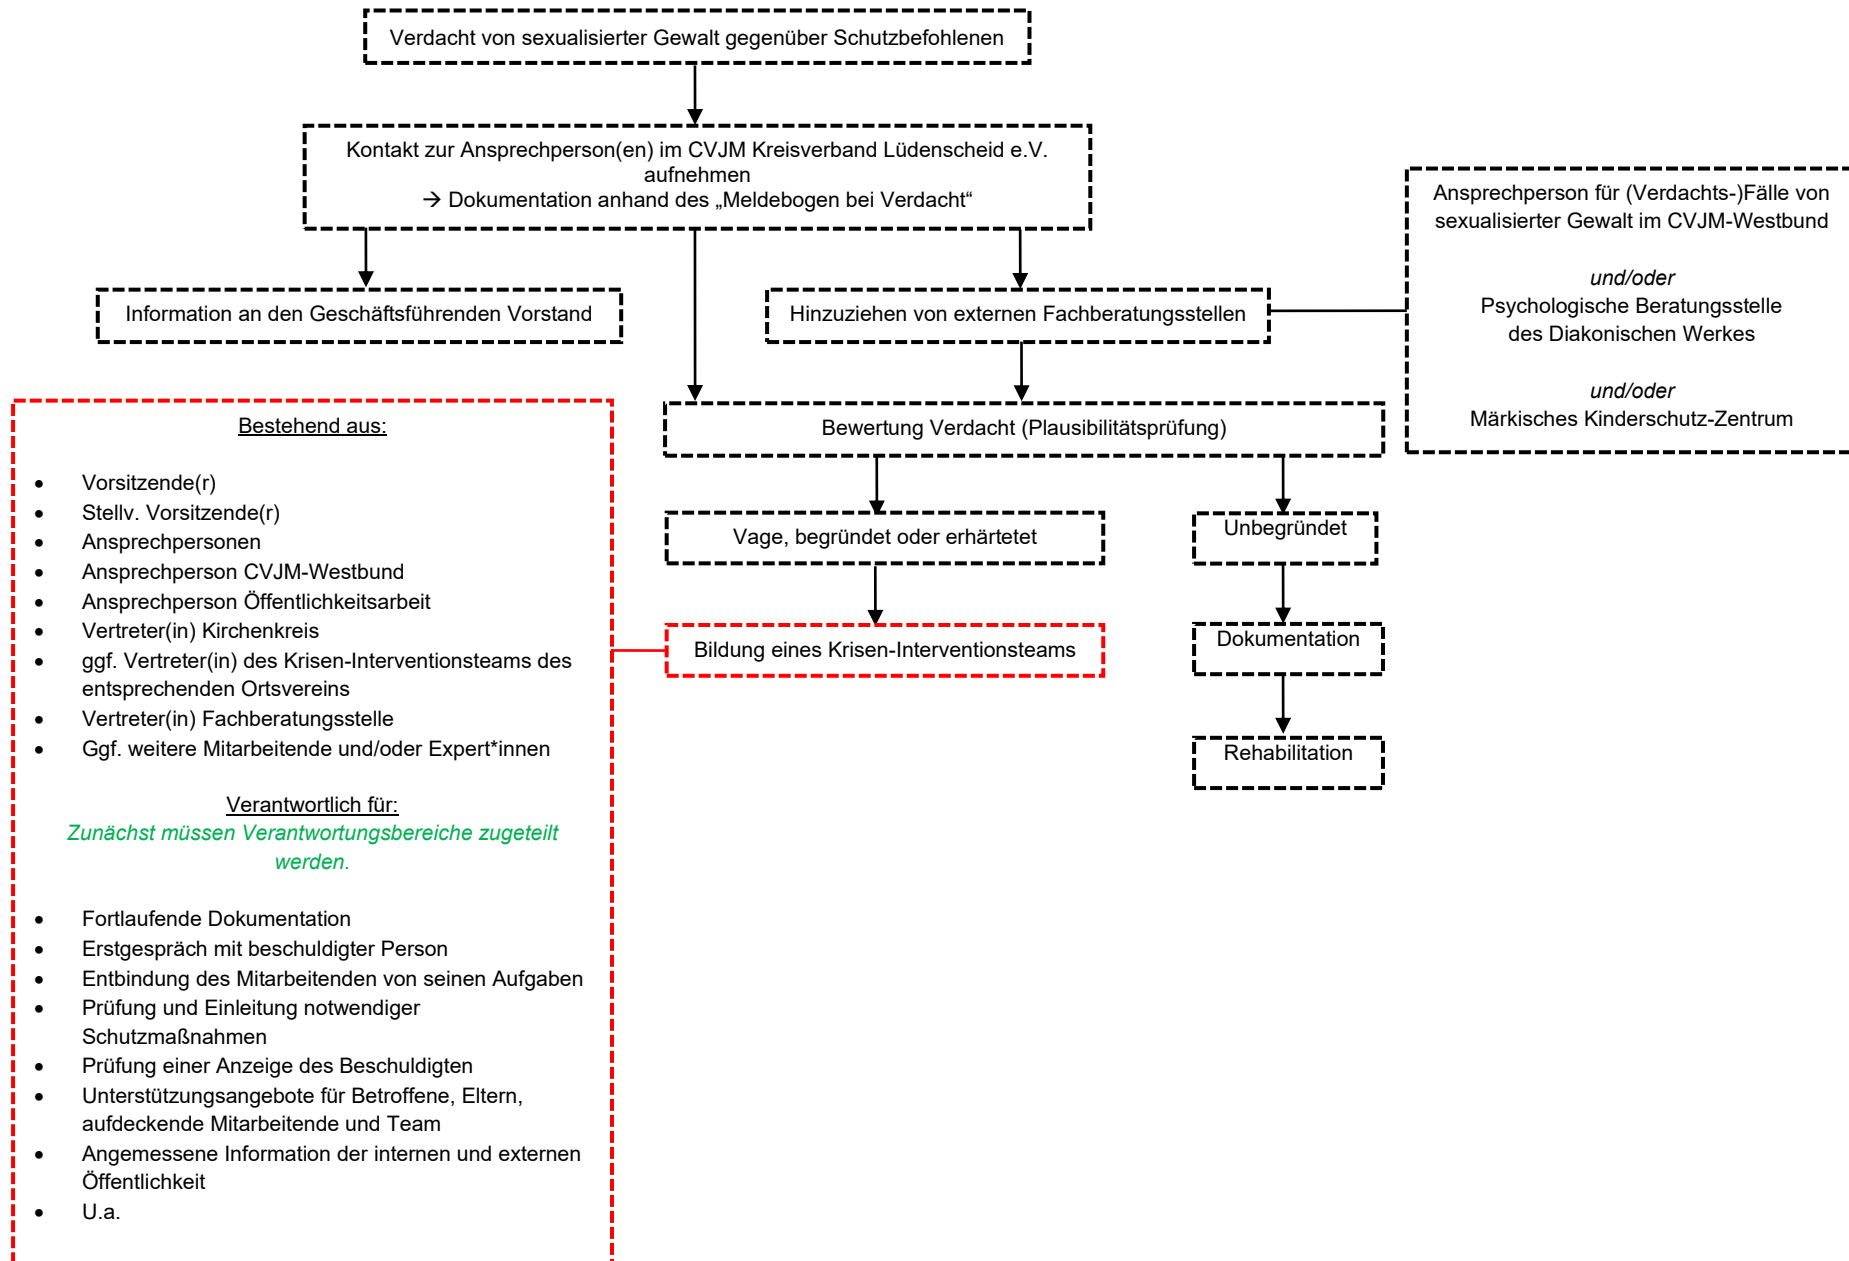 Verdacht von sexualisierter Gewalt gegenüber Schutzbefohlenen
Kontakt zur Ansprechperson(en) im CVJM Kreisverband Lüdenscheid e.V.
aufnehmen
→ Dokumentation anhand des „Meldebogen bei Verdacht“
Ansprechperson für (Verdachts-)Fälle von
sexualisierter Gewalt im CVJM-Westbund
und/oder
Psychologische Beratungsstelle
des Diakonischen Werkes
und/oder
Märkisches Kinderschutz-Zentrum
Information an den Geschäftsführenden Vorstand
Hinzuziehen von externen Fachberatungsstellen
Bewertung Verdacht (Plausibilitätsprüfung)
Vage, begründet oder erhärtetet
Unbegründet
Dokumentation
Rehabilitation
Bildung eines Krisen-Interventionsteams
Bestehend aus:
• Vorsitzende(r)
• Stellv. Vorsitzende(r)
• Ansprechpersonen
• Ansprechperson CVJM-Westbund
• Ansprechperson Öffentlichkeitsarbeit
• Vertreter(in) Kirchenkreis
• ggf. Vertreter(in) des Krisen-Interventionsteams des
entsprechenden Ortsvereins
• Vertreter(in) Fachberatungsstelle
• Ggf. weitere Mitarbeitende und/oder Expert*innen
Verantwortlich für:
Zunächst müssen Verantwortungsbereiche zugeteilt
werden.
• Fortlaufende Dokumentation
• Erstgespräch mit beschuldigter Person
• Entbindung des Mitarbeitenden von seinen Aufgaben
• Prüfung und Einleitung notwendiger
Schutzmaßnahmen
• Prüfung einer Anzeige des Beschuldigten
• Unterstützungsangebote für Betroffene, Eltern,
aufdeckende Mitarbeitende und Team
• Angemessene Information der internen und externen
Öffentlichkeit
• U.a.